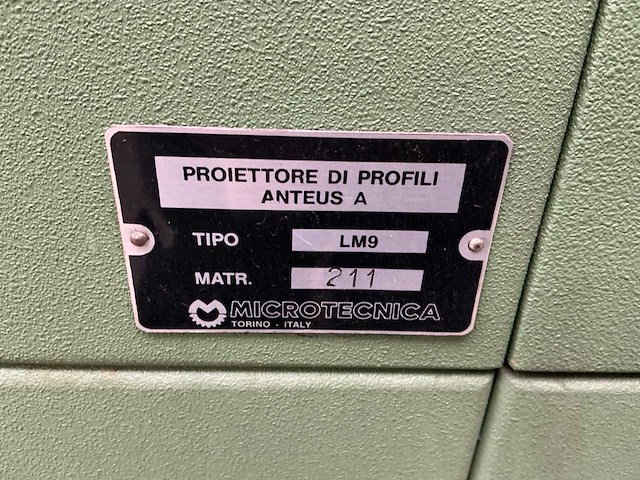 PROIETTORE DI PROFILI
ANTEUS A
TIPO LM9
MATR. 211
MICROTECNICA
TORINO - ITALY